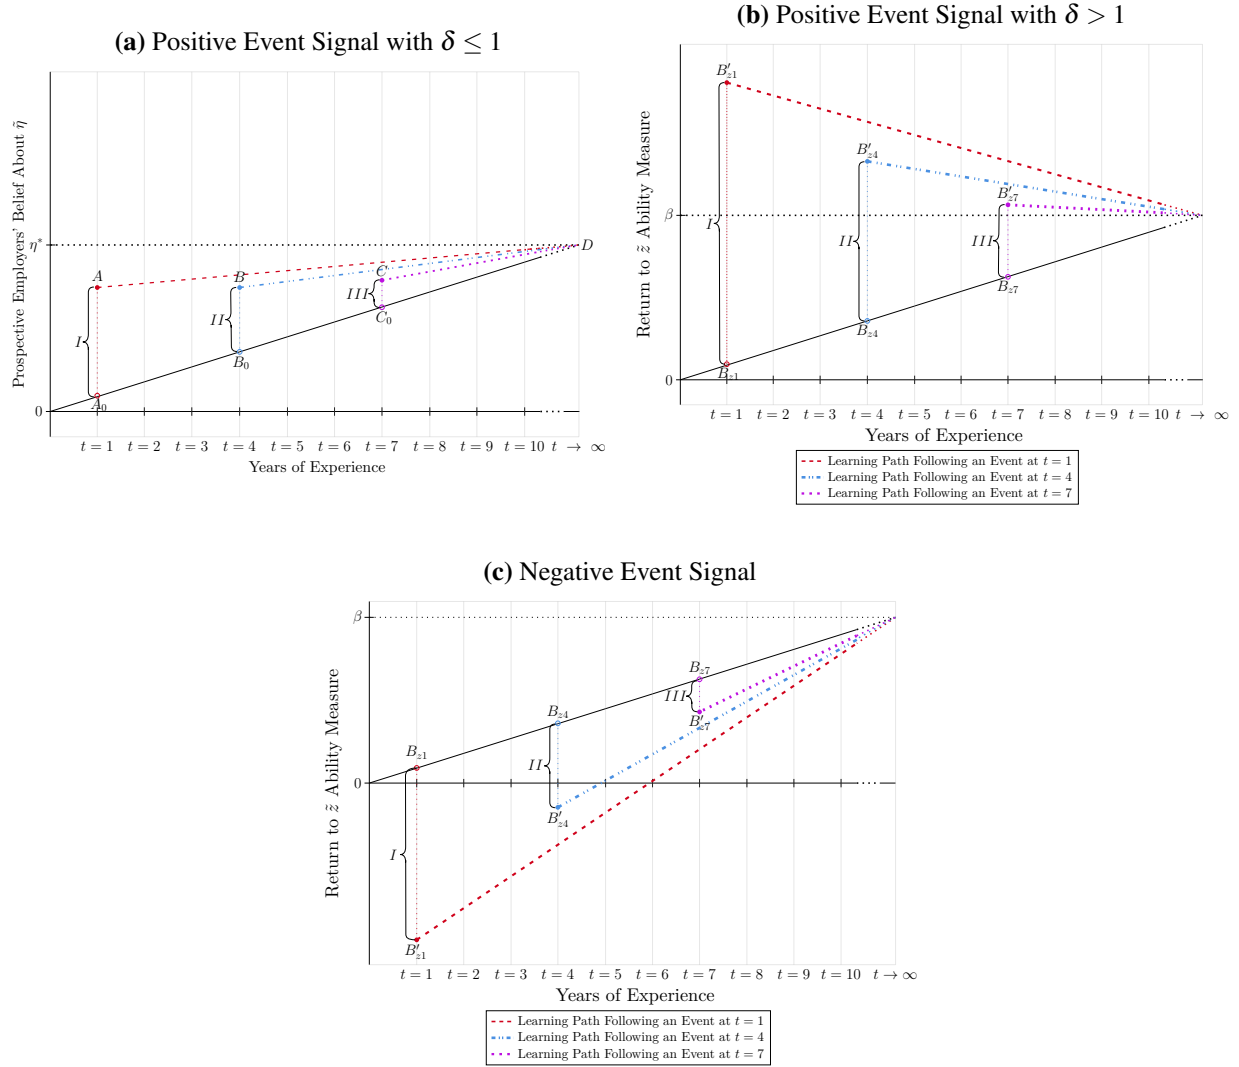 (a) Positive Event Signal with δ ≤ 1
Prospective Employers' Belief About η̃
η*
0
A
A₀
B
B₀
C
C₀
D
I
II
III
t = 1 t = 2 t = 3 t = 4 t = 5 t = 6 t = 7 t = 8 t = 9 t = 10 t → ∞
Years of Experience
(b) Positive Event Signal with δ > 1
Return to z̃ Ability Measure
β
0
B′z1
Bz1
B′z4
Bz4
B′z7
Bz7
I
II
III
t = 1 t = 2 t = 3 t = 4 t = 5 t = 6 t = 7 t = 8 t = 9 t = 10 t → ∞
Years of Experience
Learning Path Following an Event at t = 1
Learning Path Following an Event at t = 4
Learning Path Following an Event at t = 7
(c) Negative Event Signal
Return to z̃ Ability Measure
β
0
Bz1
B′z1
Bz4
B′z4
Bz7
B′z7
I
II
III
t = 1 t = 2 t = 3 t = 4 t = 5 t = 6 t = 7 t = 8 t = 9 t = 10 t → ∞
Years of Experience
Learning Path Following an Event at t = 1
Learning Path Following an Event at t = 4
Learning Path Following an Event at t = 7